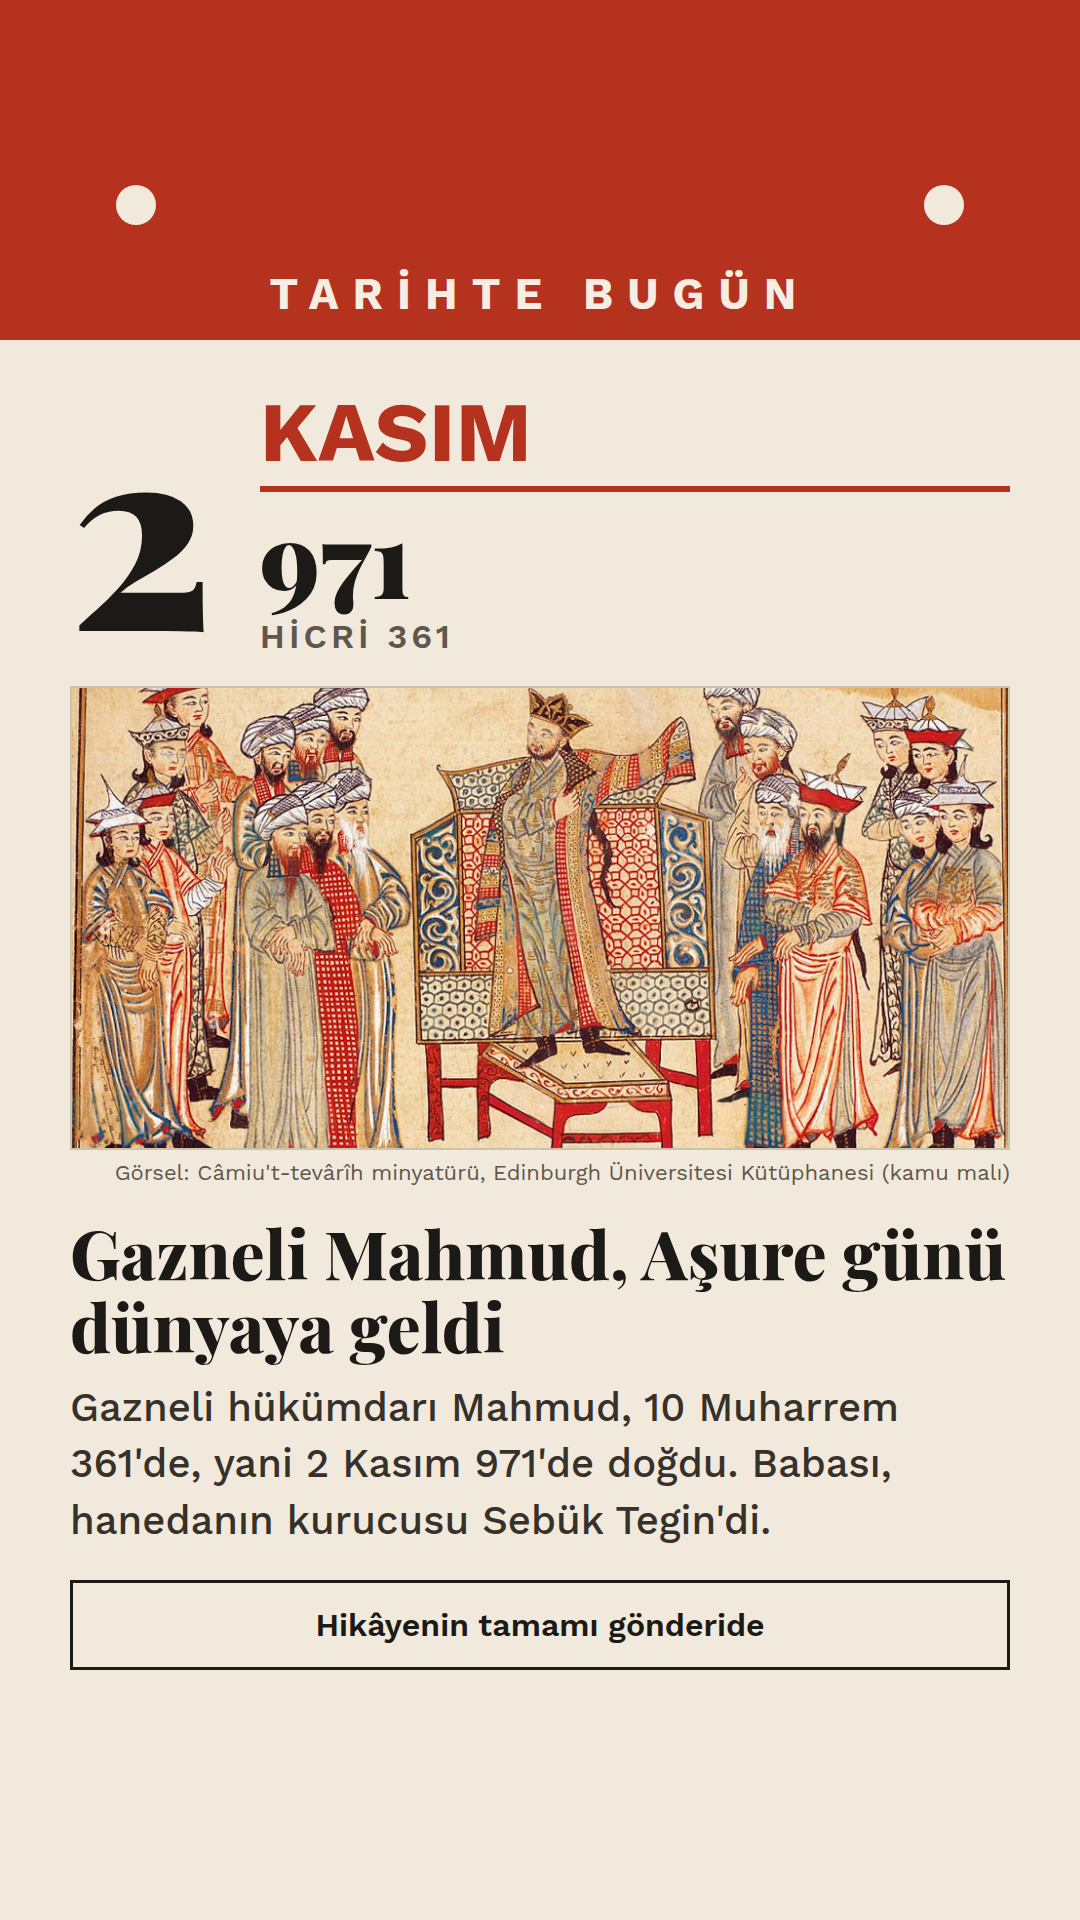 TARİHTE BUGÜN
KASIM
2
971
HİCRİ 361
Görsel: Câmiu't-tevârîh minyatürü, Edinburgh Üniversitesi Kütüphanesi (kamu malı)
Gazneli Mahmud, Aşure günü
dünyaya geldi
Gazneli hükümdarı Mahmud, 10 Muharrem
361'de, yani 2 Kasım 971'de doğdu. Babası,
hanedanın kurucusu Sebük Tegin'di.
Hikâyenin tamamı gönderide